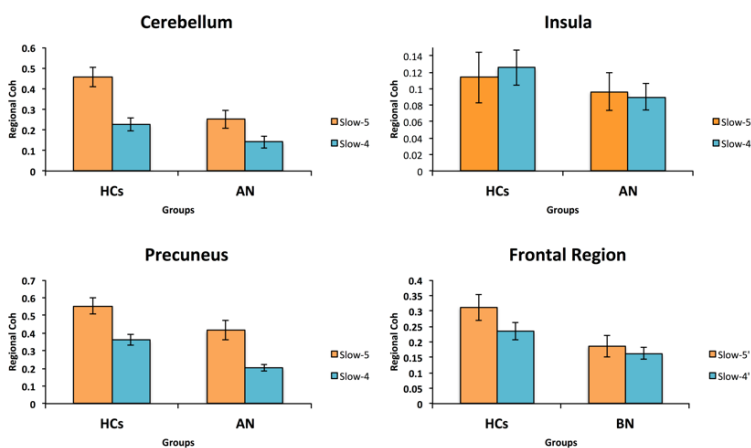 Cerebellum
0.6
0.5
0.4
0.3
0.2
0.1
0
Regional Coh
HCs
AN
Groups
Slow-5
Slow-4
Insula
0.14
0.12
0.1
0.08
0.06
0.04
0.02
0
Regional Coh
HCs
AN
Groups
Slow-5
Slow-4
Precuneus
0.7
0.6
0.5
0.4
0.3
0.2
0.1
0
Regional Coh
HCs
AN
Groups
Slow-5
Slow-4
Frontal Region
0.4
0.35
0.3
0.25
0.2
0.15
0.1
0.05
0
Regional Coh
HCs
BN
Groups
Slow-5'
Slow-4'